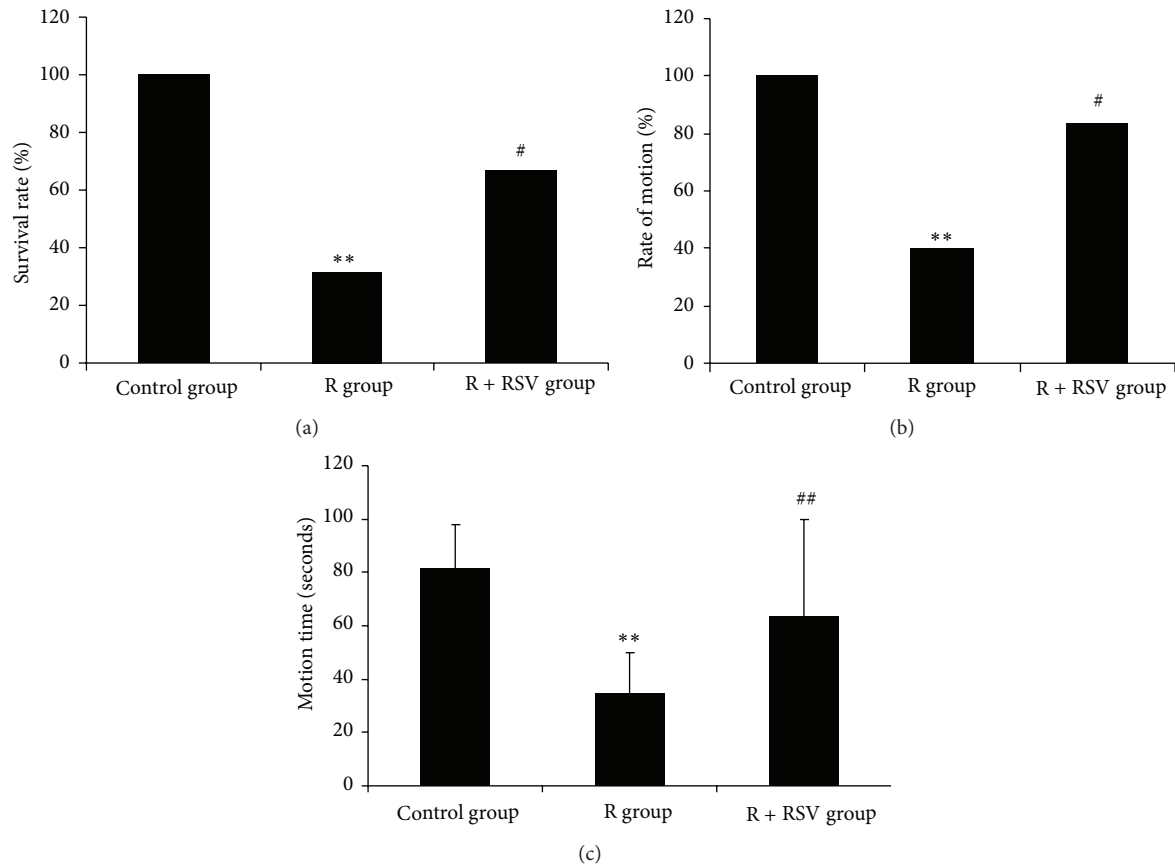 120
100
80
60
40
20
0
Survival rate (%)
**
#
Control group
R group
R + RSV group
(a)
120
100
80
60
40
20
0
Rate of motion (%)
**
#
Control group
R group
R + RSV group
(b)
120
100
80
60
40
20
0
Motion time (seconds)
**
##
Control group
R group
R + RSV group
(c)